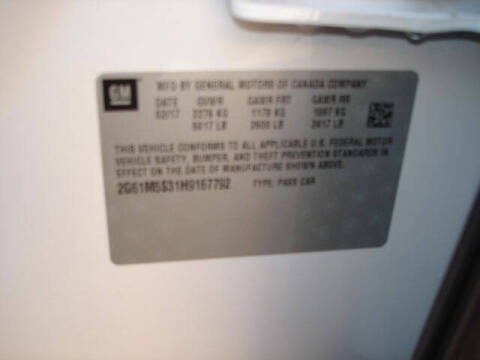 GM
MFD BY GENERAL MOTORS OF CANADA COMPANY
DATE GVWR GAWR FRT GAWR RR
02/17 2276 KG 1179 KG 1097 KG
5017 LB 2600 LB 2417 LB
THIS VEHICLE CONFORMS TO ALL APPLICABLE U.S. FEDERAL MOTOR
VEHICLE SAFETY, BUMPER, AND THEFT PREVENTION STANDARDS IN
EFFECT ON THE DATE OF MANUFACTURE SHOWN ABOVE.
2G61M5S31H9167792 TYPE: PASS CAR